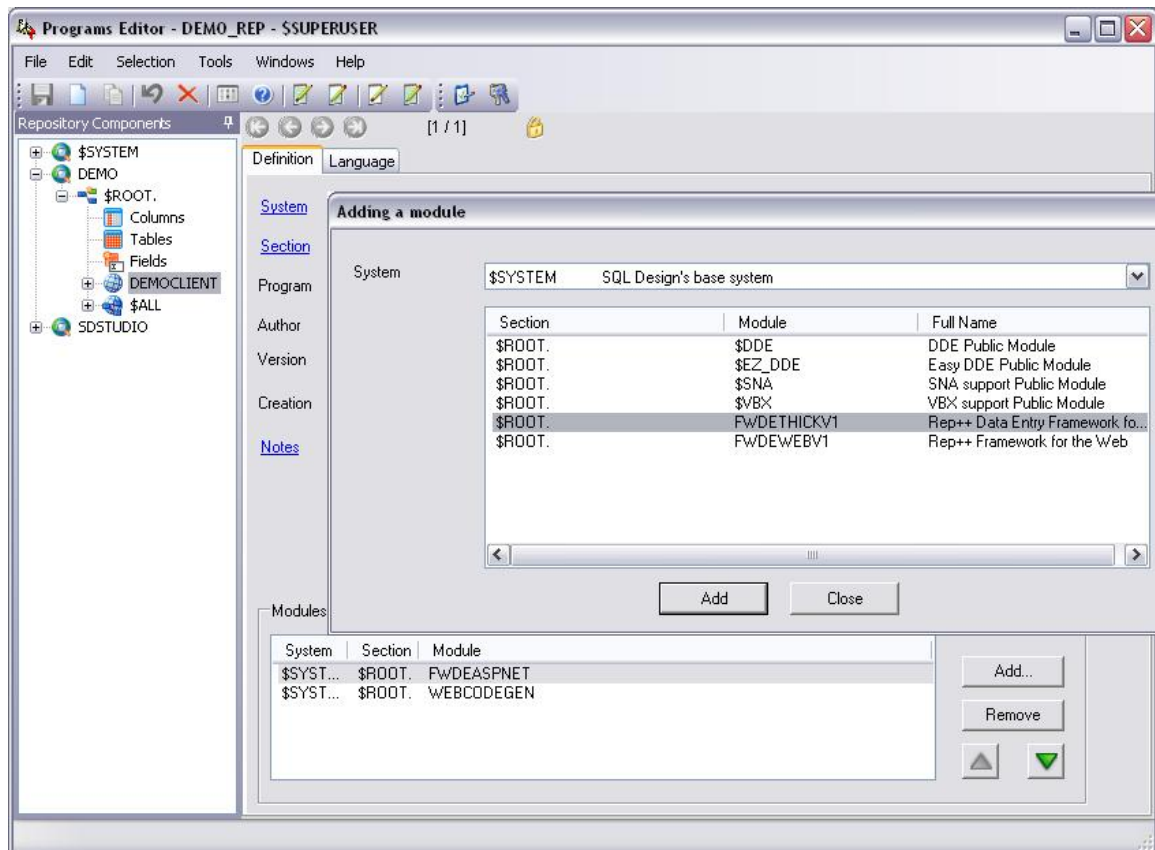 Programs Editor - DEMO_REP - $SUPERUSER
File Edit Selection Tools Windows Help
Repository Components
[1 / 1]
$SYSTEM
DEMO
$ROOT.
Columns
Tables
Fields
DEMOCLIENT
$ALL
SDSTUDIO
Definition Language
System
Section
Program
Author
Version
Creation
Notes
Adding a module
System $SYSTEM SQL Design's base system
Section Module Full Name
$ROOT. $DDE DDE Public Module
$ROOT. $EZ_DDE Easy DDE Public Module
$ROOT. $SNA SNA support Public Module
$ROOT. $VBX VBX support Public Module
$ROOT. FWDETHICKV1 Rep++ Data Entry Framework fo...
$ROOT. FWDEWEBV1 Rep++ Framework for the Web
Add Close
Modules
System Section Module
$SYST... $ROOT. FWDEASPNET
$SYST... $ROOT. WEBCODEGEN
Add...
Remove